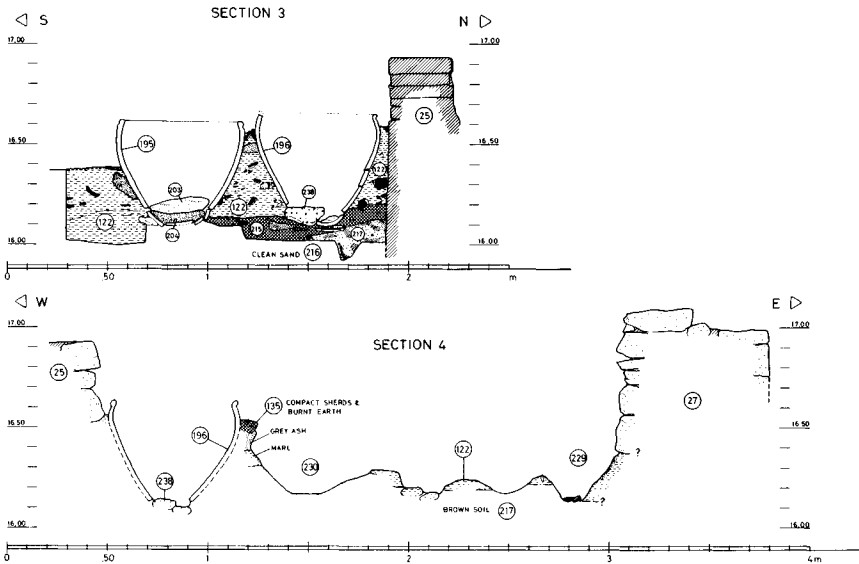 SECTION 3
S
N
17.00
17.00
25
16.50
16.50
195
196
203
238
122
122
122
204
215
217
16.00
16.00
CLEAN SAND 216
0 .50 1 2 m
W
E
17.00
17.00
SECTION 4
25
27
135 COMPACT SHERDS &
BURNT EARTH
16.50
16.50
196
GREY ASH
MARL
122
229
230
238
?
BROWN SOIL 217
?
16.00
16.00
0 .50 1 2 3 4m